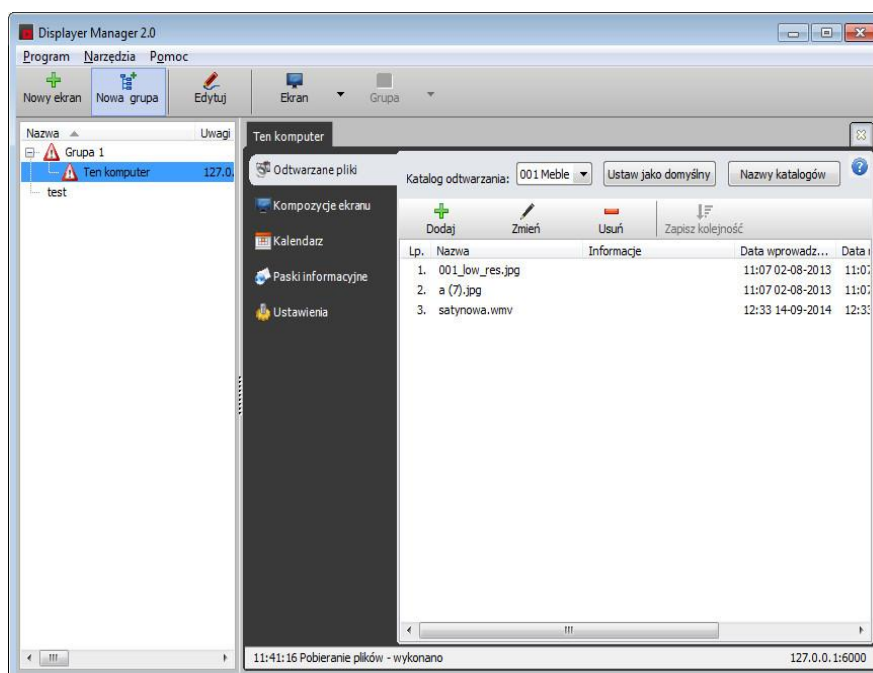 Displayer Manager 2.0
Program Narzędzia Pomoc
Nowy ekran Nowa grupa Edytuj Ekran Grupa
Nazwa Uwagi
Grupa 1
Ten komputer 127.0.
test
Ten komputer
Odtwarzane pliki
Kompozycje ekranu
Kalendarz
Paski informacyjne
Ustawienia
Katalog odtwarzania: 001 Meble Ustaw jako domyślny Nazwy katalogów
Dodaj Zmień Usuń Zapisz kolejność
Lp. Nazwa Informacje Data wprowadz... Data
1. 001_low_res.jpg 11:07 02-08-2013 11:07
2. a (7).jpg 11:07 02-08-2013 11:07
3. satynowa.wmv 12:33 14-09-2014 12:33
11:41:16 Pobieranie plików - wykonano 127.0.0.1:6000